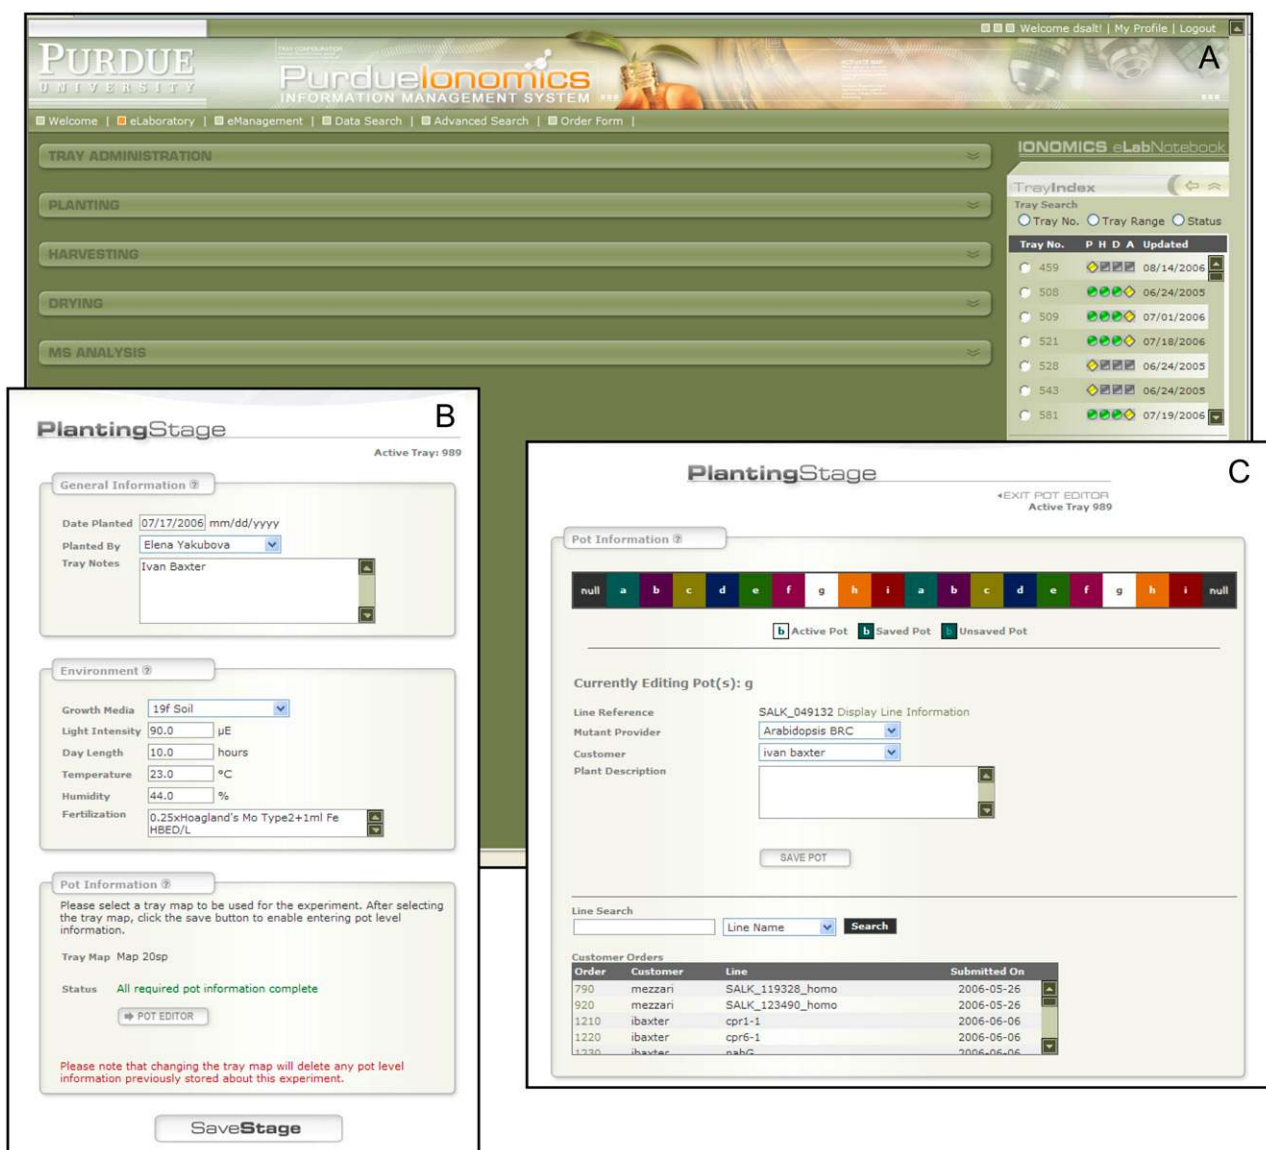 Welcome dsalt! | My Profile | Logout
A
PURDUE
UNIVERSITY
TRAY CONFIGURATION
PurdueIonomics
INFORMATION MANAGEMENT SYSTEM
Welcome | eLaboratory | eManagement | Data Search | Advanced Search | Order Form |
TRAY ADMINISTRATION
PLANTING
HARVESTING
DRYING
MS ANALYSIS
IONOMICS eLabNotebook
TrayIndex
Tray Search
Tray No. Tray Range Status
Tray No. P H D A Updated
459 08/14/2006
508 06/24/2005
509 07/01/2006
521 07/18/2006
528 06/24/2005
543 06/24/2005
581 07/19/2006
B
PlantingStage
Active Tray: 989
General Information ?
Date Planted 07/17/2006 mm/dd/yyyy
Planted By Elena Yakubova
Tray Notes Ivan Baxter
Environment ?
Growth Media 19f Soil
Light Intensity 90.0 µE
Day Length 10.0 hours
Temperature 23.0 °C
Humidity 44.0 %
Fertilization 0.25xHoagland's Mo Type2+1ml Fe
HBED/L
Pot Information ?
Please select a tray map to be used for the experiment. After selecting
the tray map, click the save button to enable entering pot level
information.
Tray Map Map 20sp
Status All required pot information complete
POT EDITOR
Please note that changing the tray map will delete any pot level
information previously stored about this experiment.
SaveStage
C
PlantingStage
EXIT POT EDITOR
Active Tray 989
Pot Information ?
null a b c d e f g h i a b c d e f g h i null
b Active Pot b Saved Pot b Unsaved Pot
Currently Editing Pot(s): g
Line Reference SALK_049132 Display Line Information
Mutant Provider Arabidopsis BRC
Customer ivan baxter
Plant Description
SAVE POT
Line Search
Line Name Search
Customer Orders
Order Customer Line Submitted On
790 mezzari SALK_119328_homo 2006-05-26
920 mezzari SALK_123490_homo 2006-05-26
1210 ibaxter cpr1-1 2006-06-06
1220 ibaxter cpr6-1 2006-06-06
1230 ibaxter nahG 2006-06-06